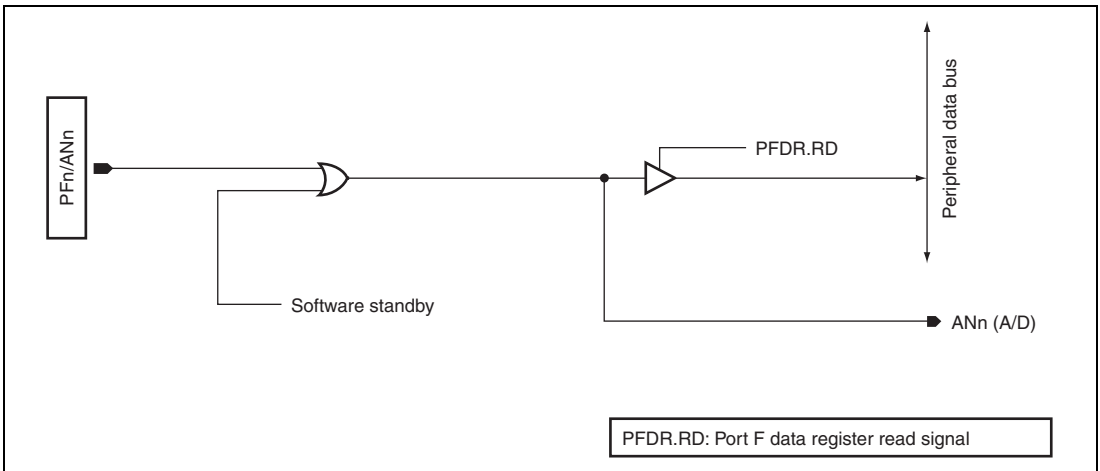 PFn/ANn
PFDR.RD
Peripheral data bus
Software standby
ANn (A/D)
PFDR.RD: Port F data register read signal